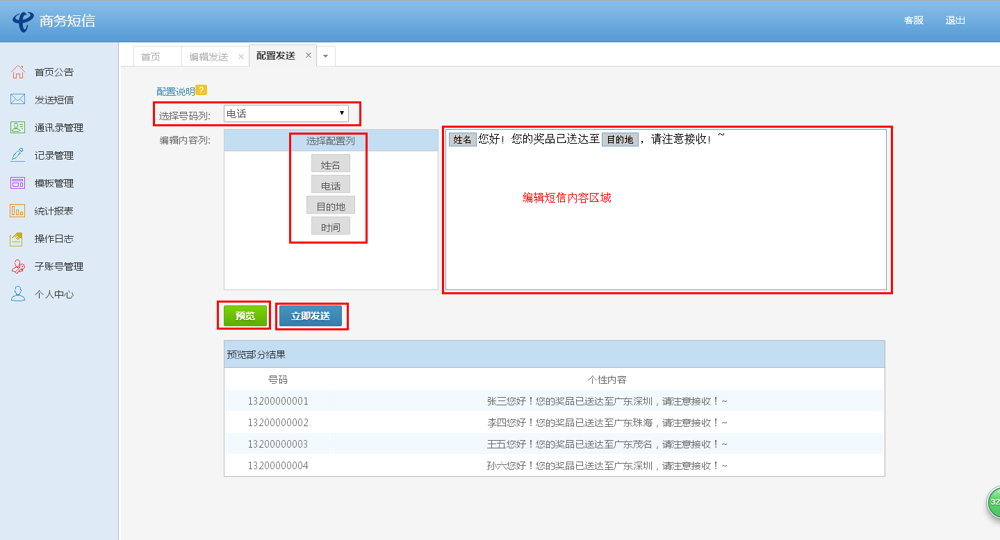 商务短信
客服 退出
首页 编辑发送 × 配置发送 ×
首页公告
发送短信
通讯录管理
记录管理
模板管理
统计报表
操作日志
子账号管理
个人中心
配置说明 ?
选择号码列: 电话
编辑内容列:
选择配置列
姓名
电话
目的地
时间
姓名 您好！您的奖品已送达至 目的地 ，请注意接收！~
编辑短信内容区域
预览 立即发送
预览部分结果
号码 个性内容
13200000001 张三您好！您的奖品已送达至广东深圳，请注意接收！~
13200000002 李四您好！您的奖品已送达至广东珠海，请注意接收！~
13200000003 王五您好！您的奖品已送达至广东茂名，请注意接收！~
13200000004 孙六您好！您的奖品已送达至广东深圳，请注意接收！~